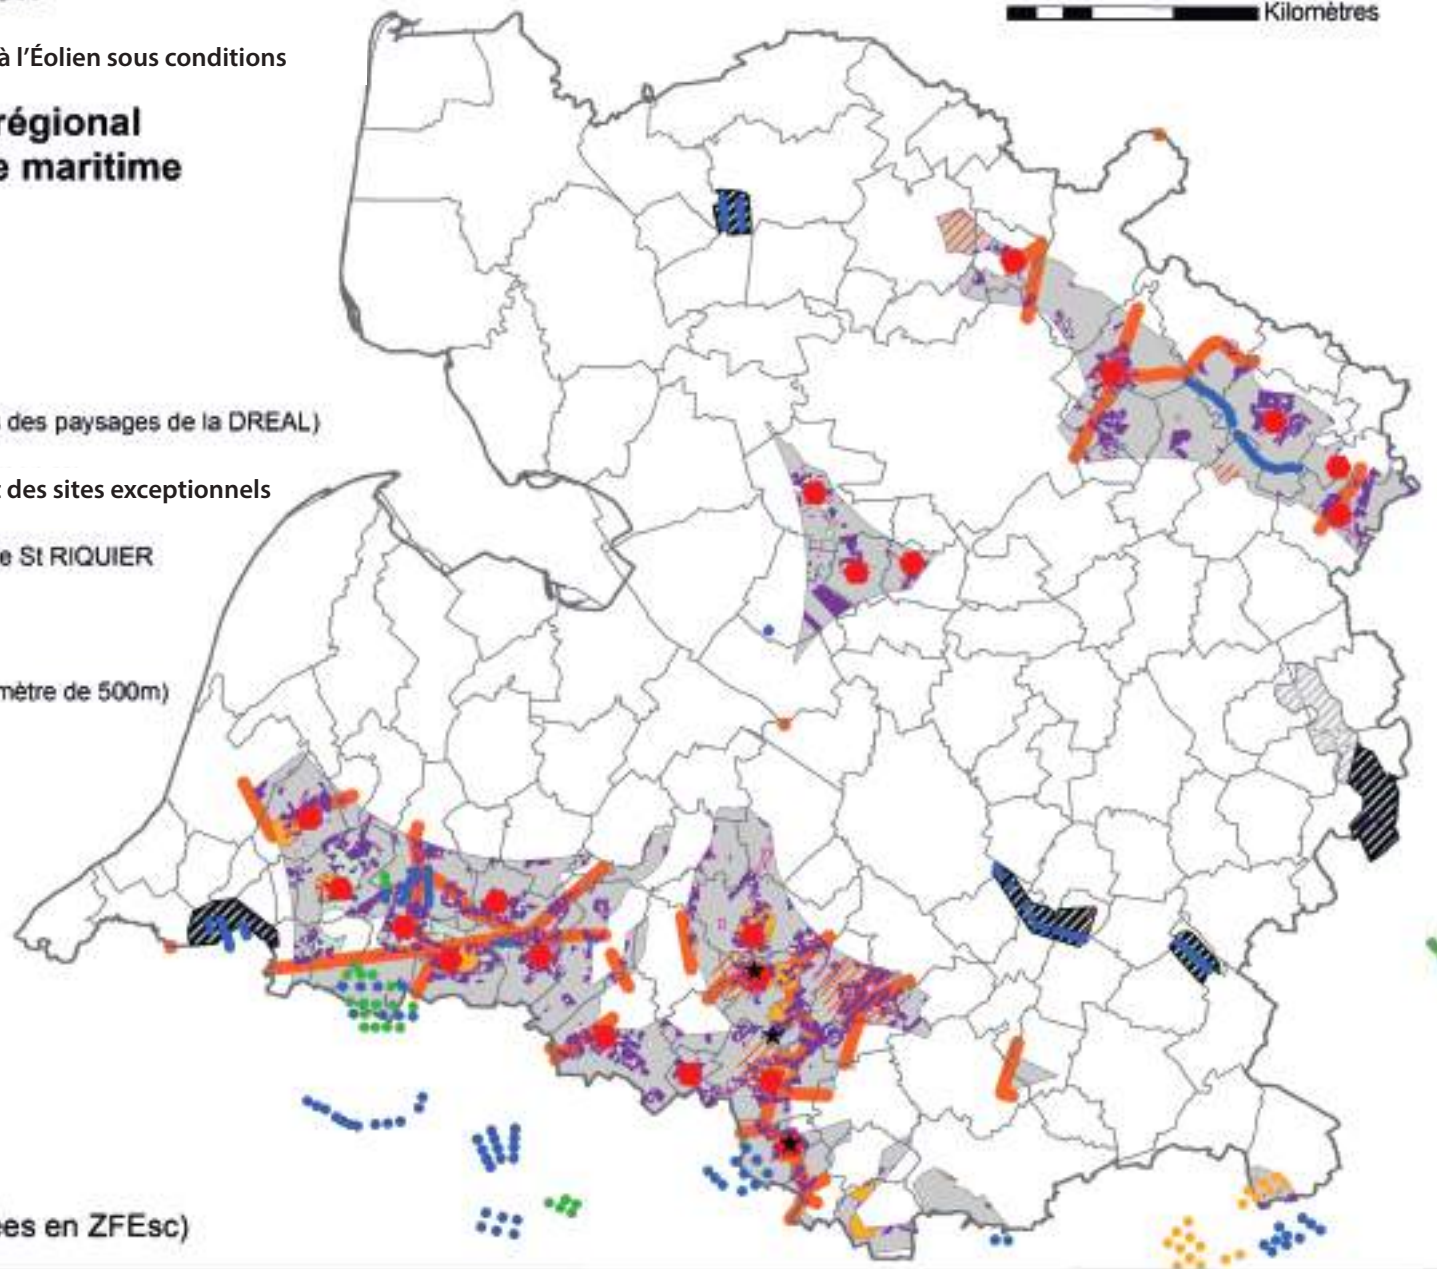 Kilomètres
à l'Éolien sous conditions
régional
e maritime
des paysages de la DREAL)
t des sites exceptionnels
e St RIQUIER
mètre de 500m)
ées en ZFEsc)